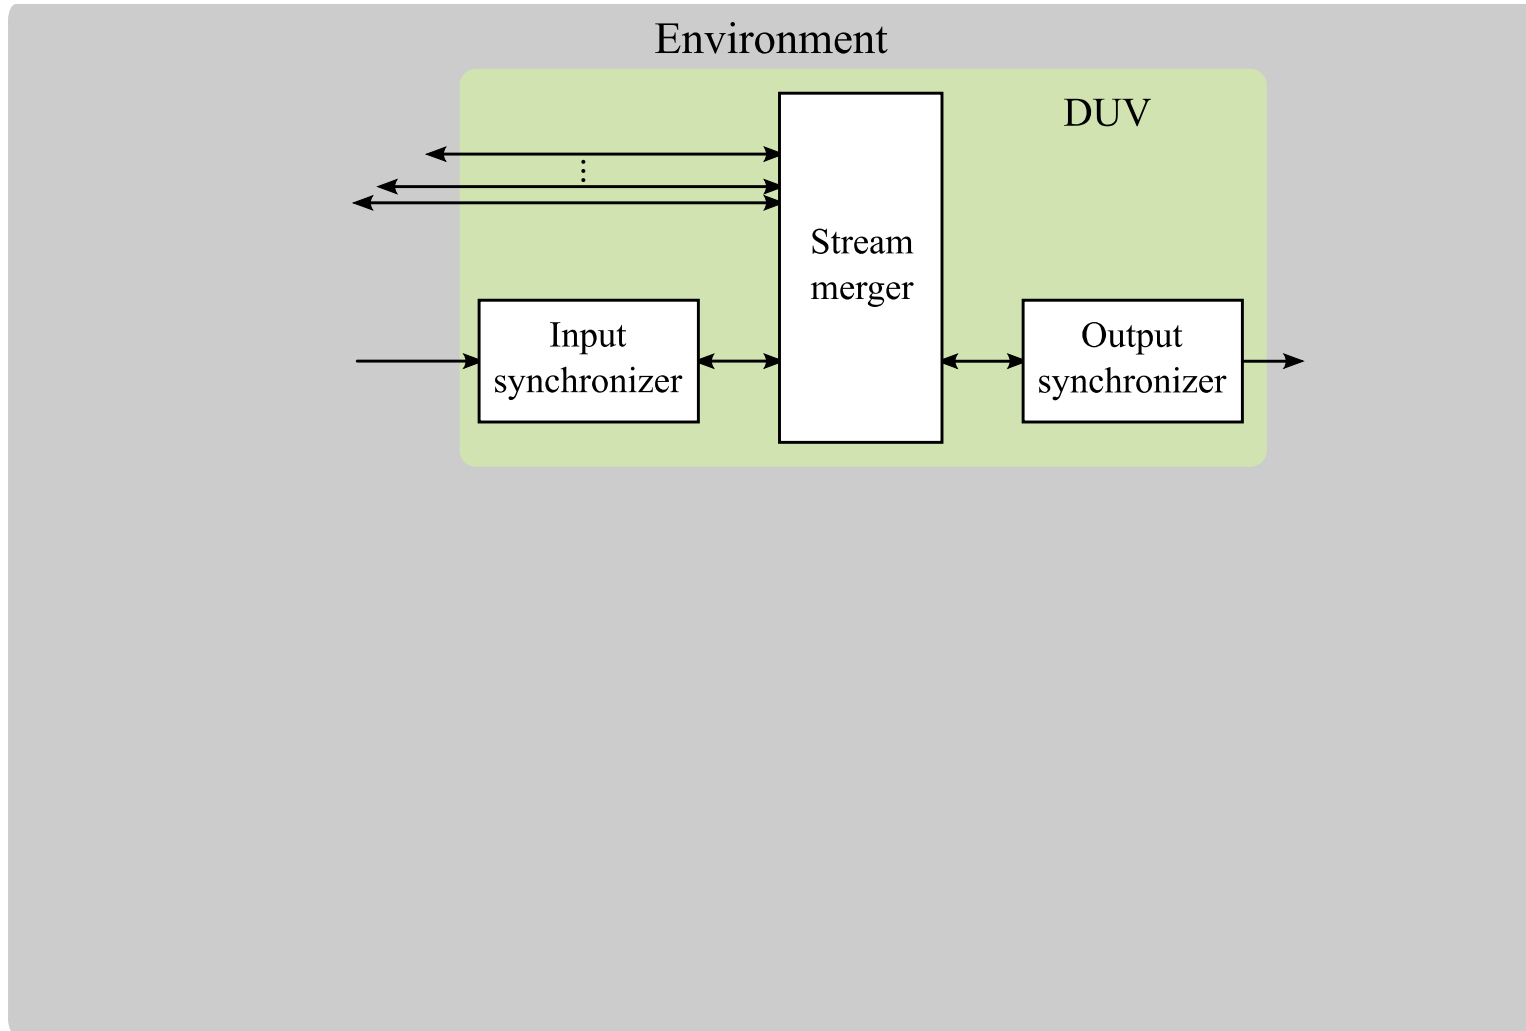 Environment
DUV
Stream
merger
Input
synchronizer
Output
synchronizer